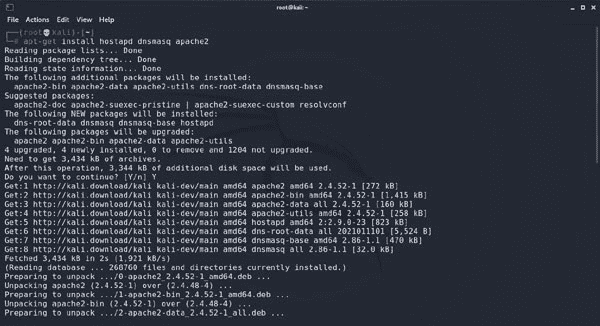 root@kali: ~
File Actions Edit View Help
(root💀kali)-[~]
# apt-get install hostapd dnsmasq apache2
Reading package lists... Done
Building dependency tree... Done
Reading state information... Done
The following additional packages will be installed:
apache2-bin apache2-data apache2-utils dns-root-data dnsmasq-base
Suggested packages:
apache2-doc apache2-suexec-pristine | apache2-suexec-custom resolvconf
The following NEW packages will be installed:
dns-root-data dnsmasq dnsmasq-base hostapd
The following packages will be upgraded:
apache2 apache2-bin apache2-data apache2-utils
4 upgraded, 4 newly installed, 0 to remove and 1204 not upgraded.
Need to get 3,434 kB of archives.
After this operation, 3,344 kB of additional disk space will be used.
Do you want to continue? [Y/n] Y
Get:1 http://kali.download/kali kali-dev/main amd64 apache2 amd64 2.4.52-1 [272 kB]
Get:2 http://kali.download/kali kali-dev/main amd64 apache2-bin amd64 2.4.52-1 [1,415 kB]
Get:3 http://kali.download/kali kali-dev/main amd64 apache2-data all 2.4.52-1 [160 kB]
Get:4 http://kali.download/kali kali-dev/main amd64 apache2-utils amd64 2.4.52-1 [258 kB]
Get:5 http://kali.download/kali kali-dev/main amd64 hostapd amd64 2:2.9.0-23 [823 kB]
Get:6 http://kali.download/kali kali-dev/main amd64 dns-root-data all 2021011101 [5,524 B]
Get:7 http://kali.download/kali kali-dev/main amd64 dnsmasq-base amd64 2.86-1.1 [470 kB]
Get:8 http://kali.download/kali kali-dev/main amd64 dnsmasq all 2.86-1.1 [32.0 kB]
Fetched 3,434 kB in 2s (1,921 kB/s)
(Reading database ... 268760 files and directories currently installed.)
Preparing to unpack .../0-apache2_2.4.52-1_amd64.deb ...
Unpacking apache2 (2.4.52-1) over (2.4.48-4) ...
Preparing to unpack .../1-apache2-bin_2.4.52-1_amd64.deb ...
Unpacking apache2-bin (2.4.52-1) over (2.4.48-4) ...
Preparing to unpack .../2-apache2-data_2.4.52-1_all.deb ...